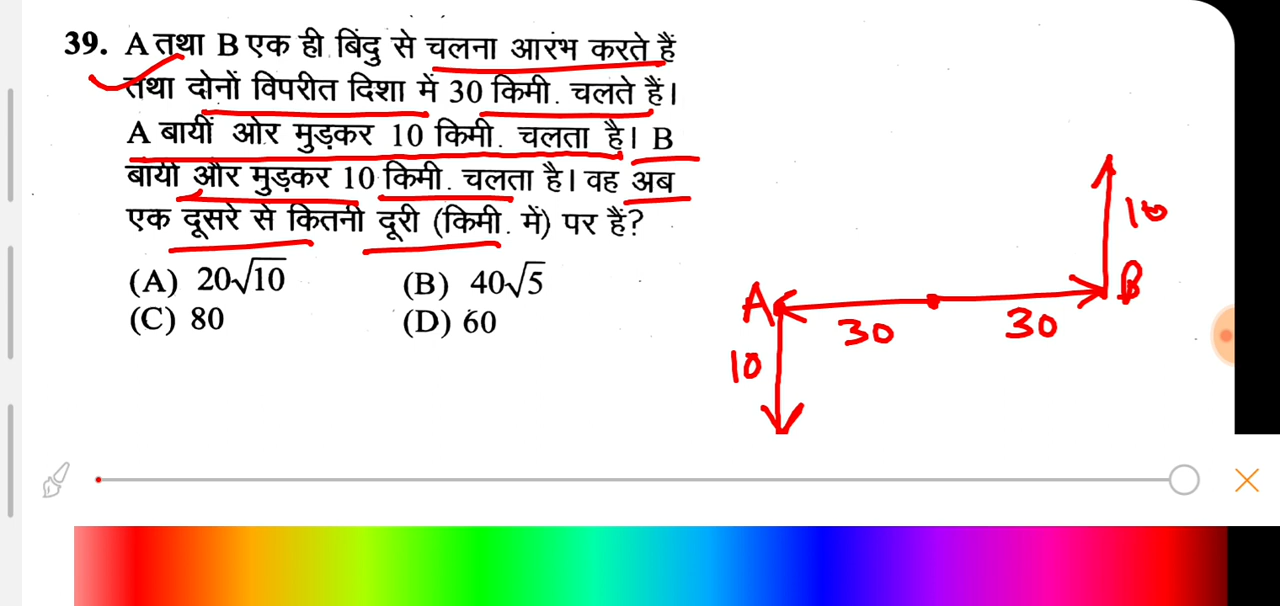 39. A तथा B एक ही बिंदु से चलना आरंभ करते हैं
तथा दोनों विपरीत दिशा में 30 किमी. चलते हैं।
A बायीं ओर मुड़कर 10 किमी. चलता है। B
बायीं और मुड़कर 10 किमी. चलता है। वह अब
एक दूसरे से कितनी दूरी (किमी. में) पर हैं?
(A) 20√10 (B) 40√5
(C) 80 (D) 60
10
A B
30 30
10